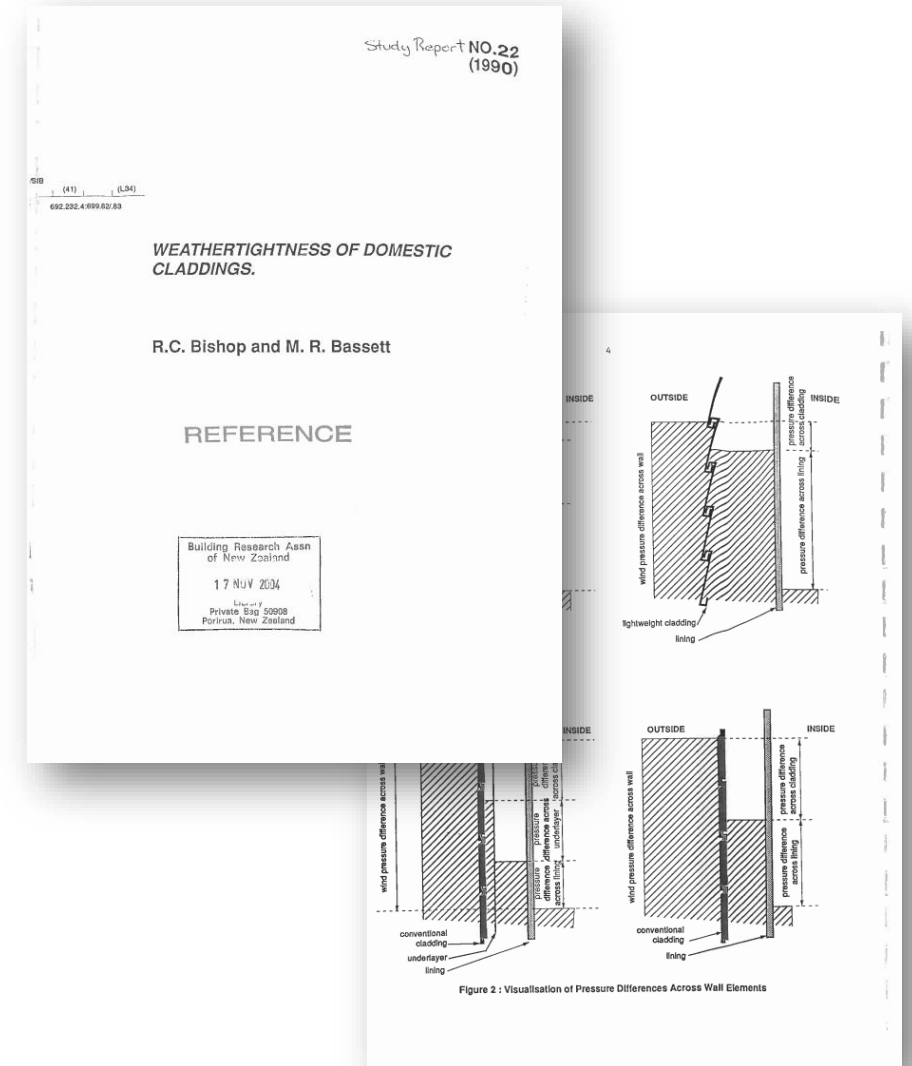 Study Report NO.22
(1990)
/SfB
(41) (L34)
692.232.4:699.82/.83
WEATHERTIGHTNESS OF DOMESTIC
CLADDINGS.
R.C. Bishop and M. R. Bassett
REFERENCE
Building Research Assn
of New Zealand
17 NOV 2004
Library
Private Bag 50908
Porirua, New Zealand
4
INSIDE
OUTSIDE
INSIDE
wind pressure difference across wall
pressure difference
across cladding
pressure difference across lining
lightweight cladding
lining
INSIDE
wind pressure difference across wall
pressure
difference
across
pressure
difference across
underlayer
pressure
difference
across lining
conventional
cladding
underlayer
lining
OUTSIDE
INSIDE
wind pressure difference across wall
pressure difference
across cladding
pressure difference
across lining
conventional
cladding
lining
Figure 2 : Visualisation of Pressure Differences Across Wall Elements